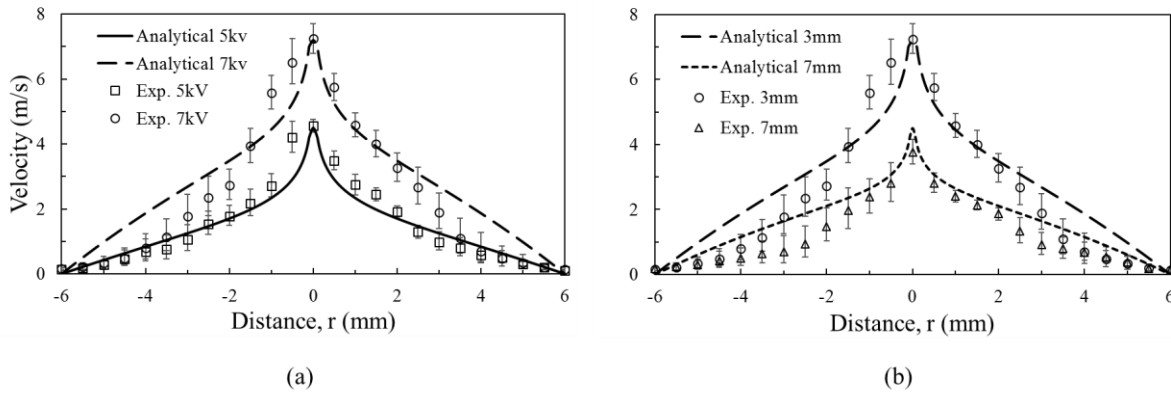 (a)
8
6
4
2
0
Velocity (m/s)
Analytical 5kv
Analytical 7kv
Exp. 5kV
Exp. 7kV
-6 -4 -2 0 2 4 6
Distance, r (mm)
(a)
(b)
8
6
4
2
0
Analytical 3mm
Analytical 7mm
Exp. 3mm
Exp. 7mm
-6 -4 -2 0 2 4 6
Distance, r (mm)
(b)